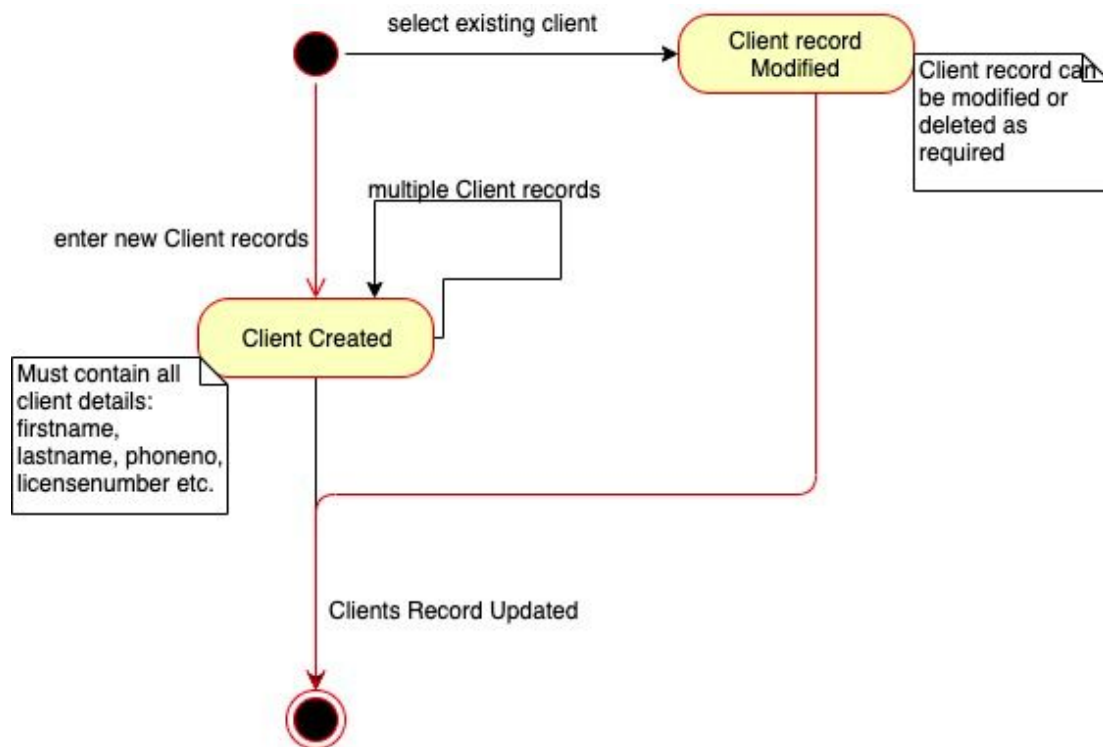 select existing client
Client record
Modified
Client record can
be modified or
deleted as
required
multiple Client records
enter new Client records
Client Created
Must contain all
client details:
firstname,
lastname, phoneno,
licensenumber etc.
Clients Record Updated